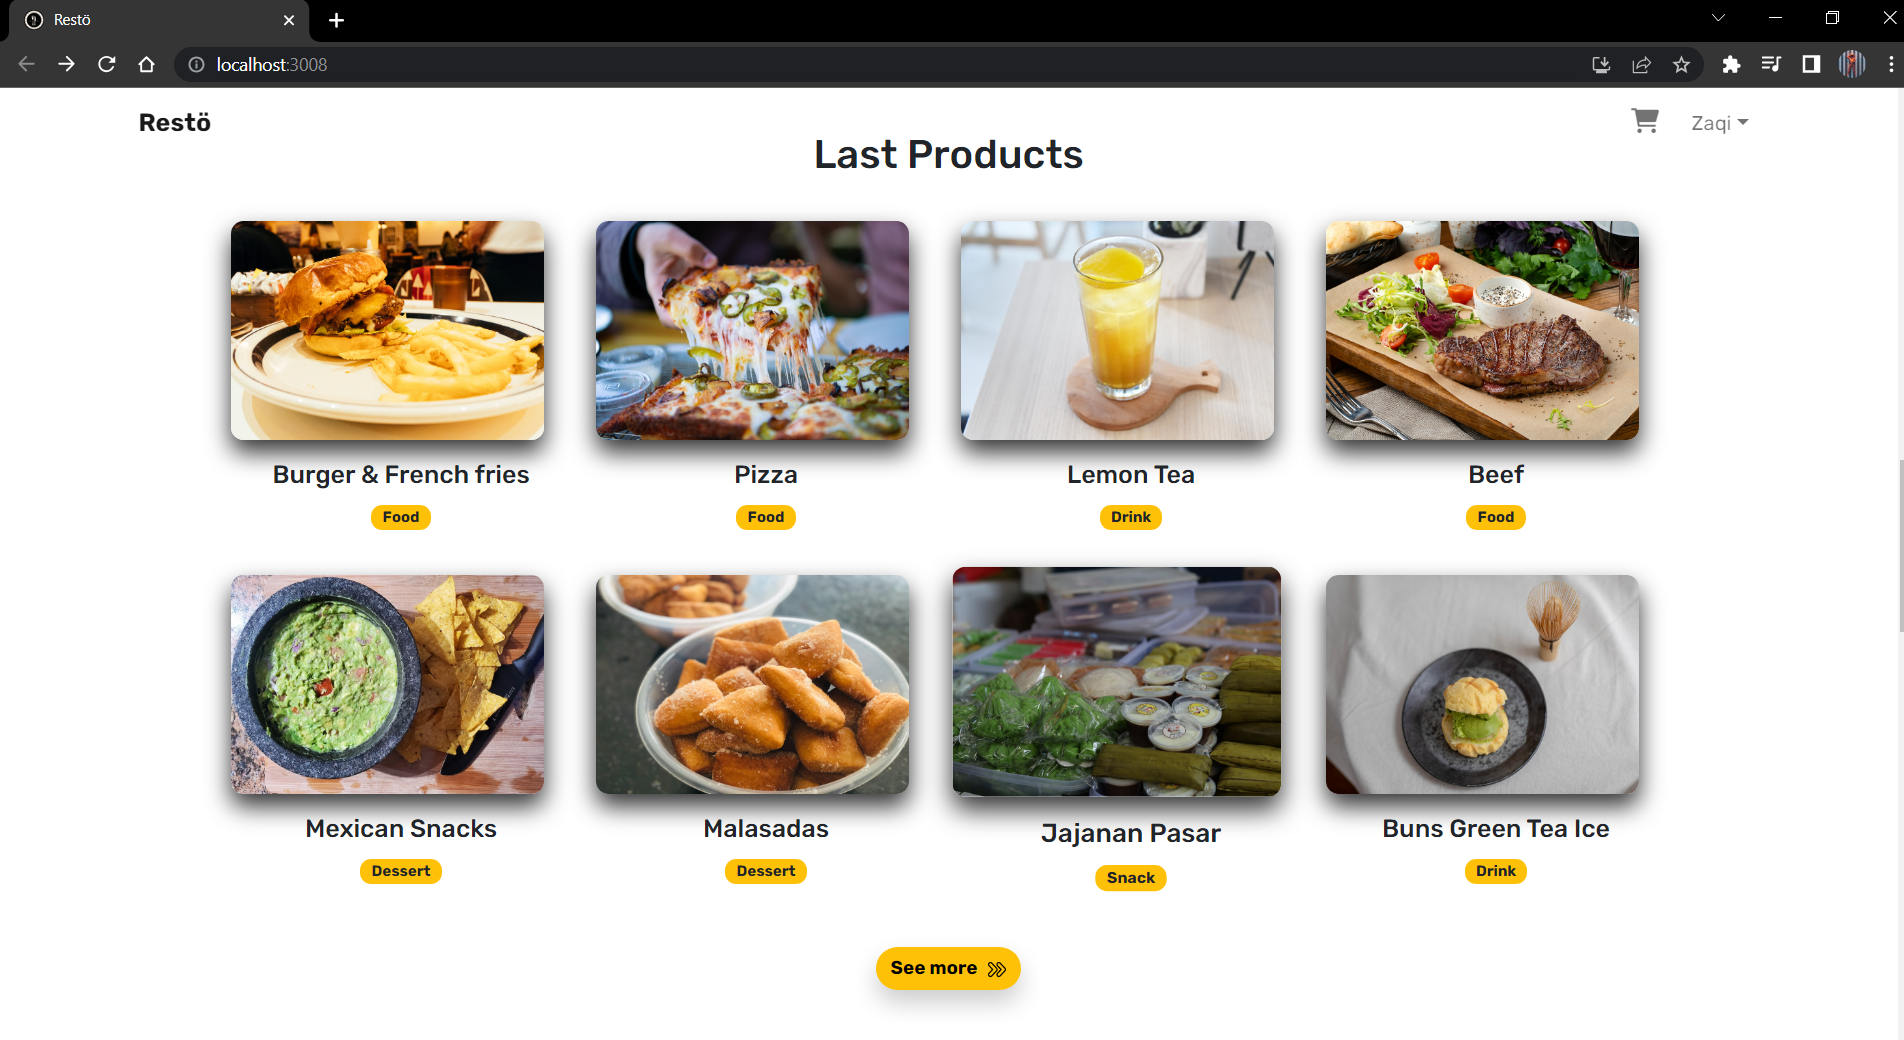 Restö
localhost:3008
Restö
Zaqi
Last Products
Burger & French fries
Pizza
Lemon Tea
Beef
Food
Food
Drink
Food
Mexican Snacks
Malasadas
Jajanan Pasar
Buns Green Tea Ice
Dessert
Dessert
Snack
Drink
See more